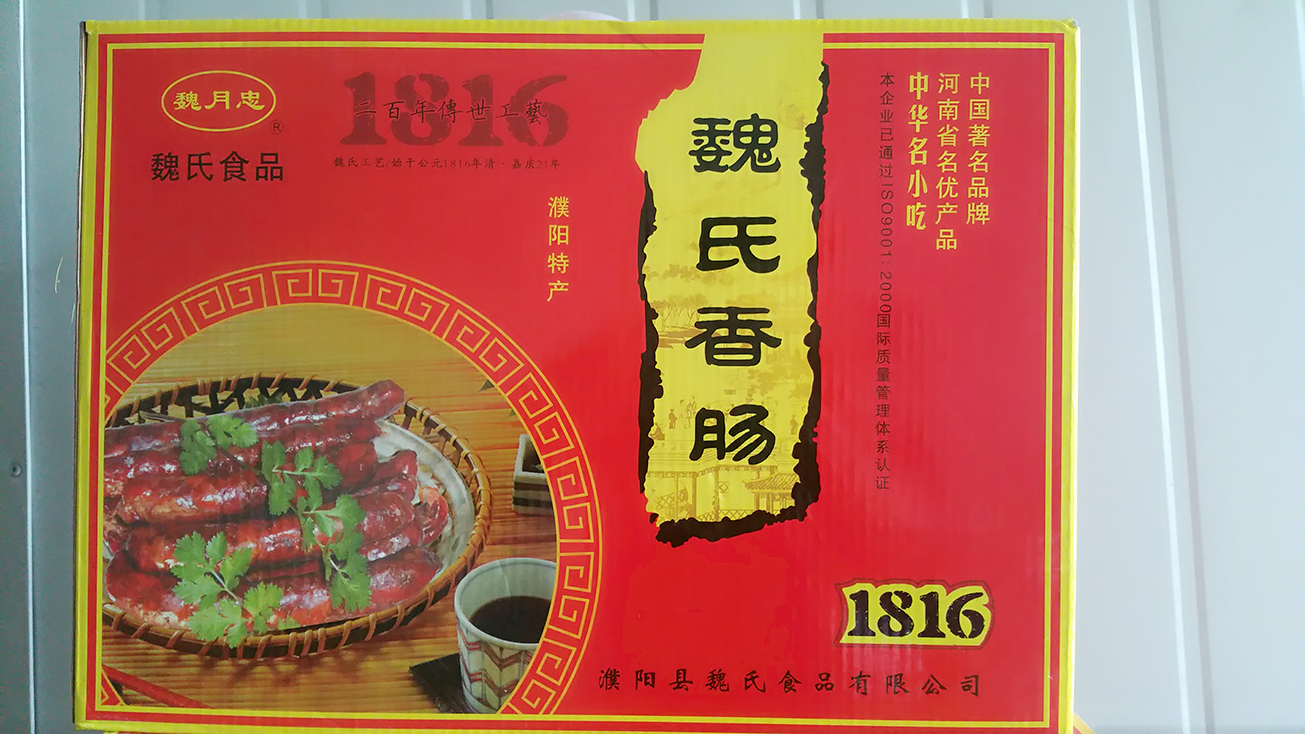 魏月忠
®
魏氏食品
1816
二百年傳世工藝
魏氏工艺/始于公元1816年清·嘉庆21年
濮阳特产
魏氏香肠
中国著名品牌
河南省名优产品
中华名小吃
本企业已通过ISO9001:2000国际质量管理体系认证
1816
濮阳县魏氏食品有限公司